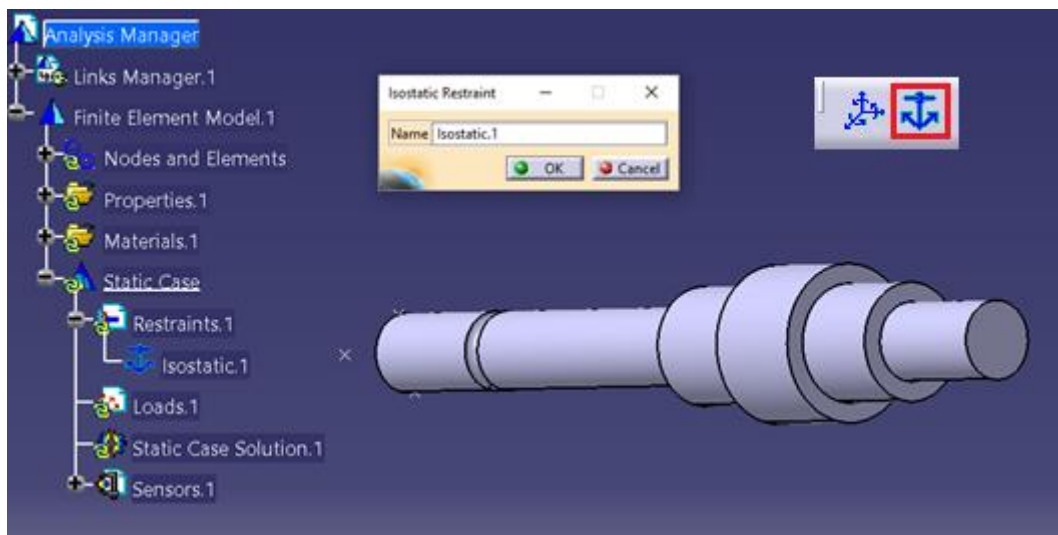 Analysis Manager
Links Manager.1
Finite Element Model.1
Nodes and Elements
Properties.1
Materials.1
Static Case
Restraints.1
Isostatic.1
Loads.1
Static Case Solution.1
Sensors.1
Isostatic Restraint
Name Isostatic.1
OK Cancel